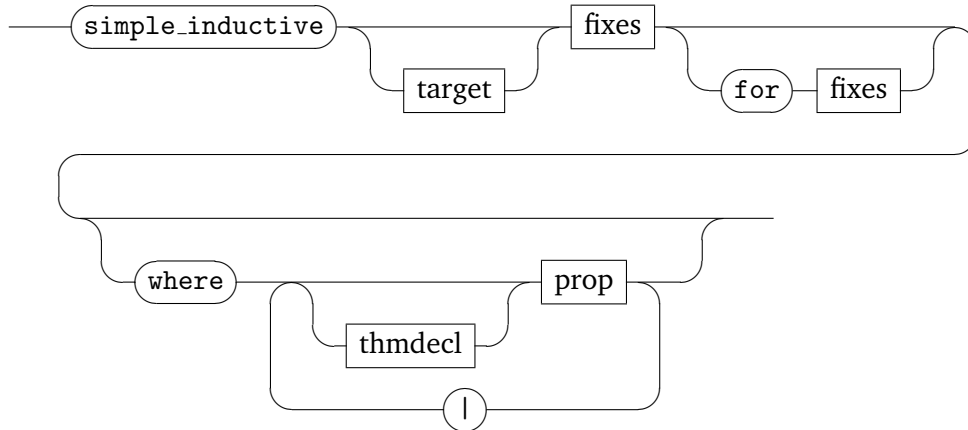 simple_inductive fixes
target for fixes
where prop
thmdecl
|